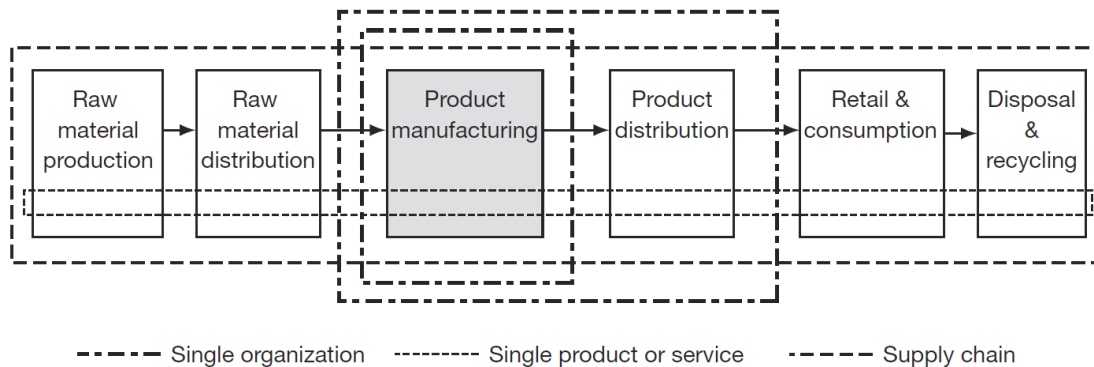 Raw
material
production
Raw
material
distribution
Product
manufacturing
Product
distribution
Retail &
consumption
Disposal
&
recycling
Single organization
Single product or service
Supply chain